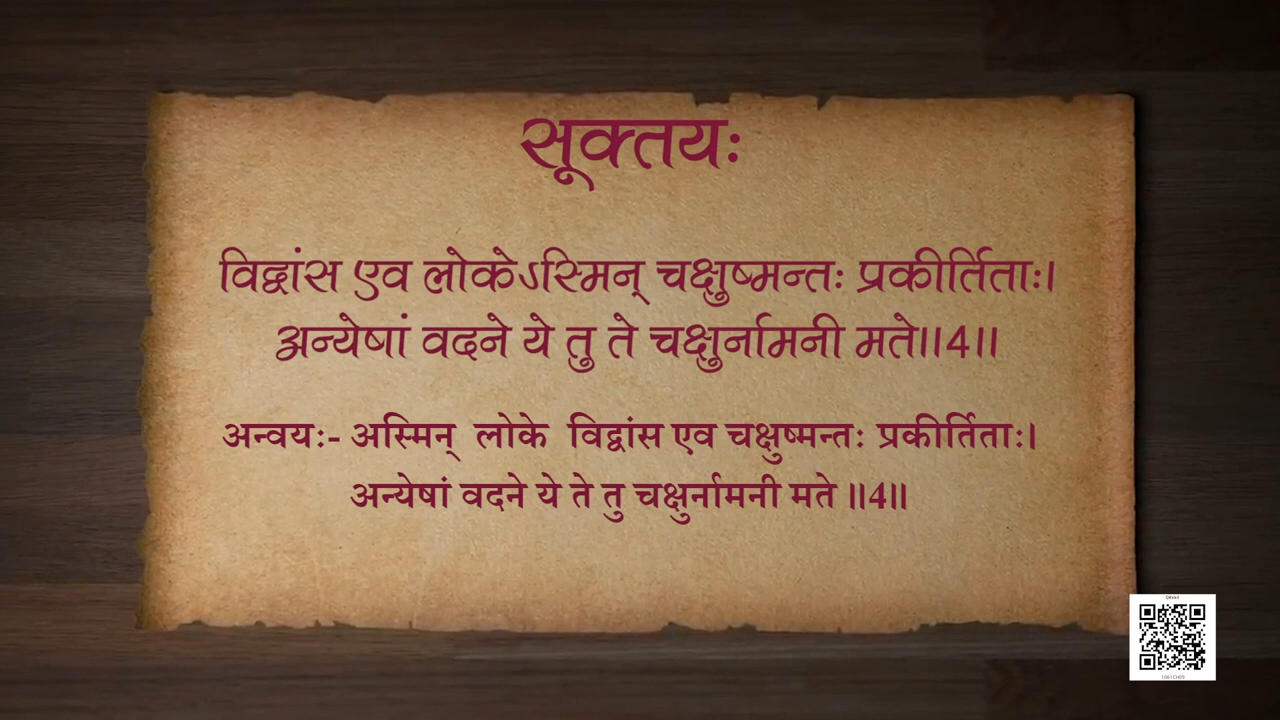 सूक्तयः
विद्वांस एव लोकेऽस्मिन् चक्षुष्मन्तः प्रकीर्तिताः।
अन्येषां वदने ये तु ते चक्षुर्नामनी मते॥4॥
अन्वयः- अस्मिन् लोके विद्वांस एव चक्षुष्मन्तः प्रकीर्तिताः।
अन्येषां वदने ये ते तु चक्षुर्नामनी मते ॥4॥
1061CH09